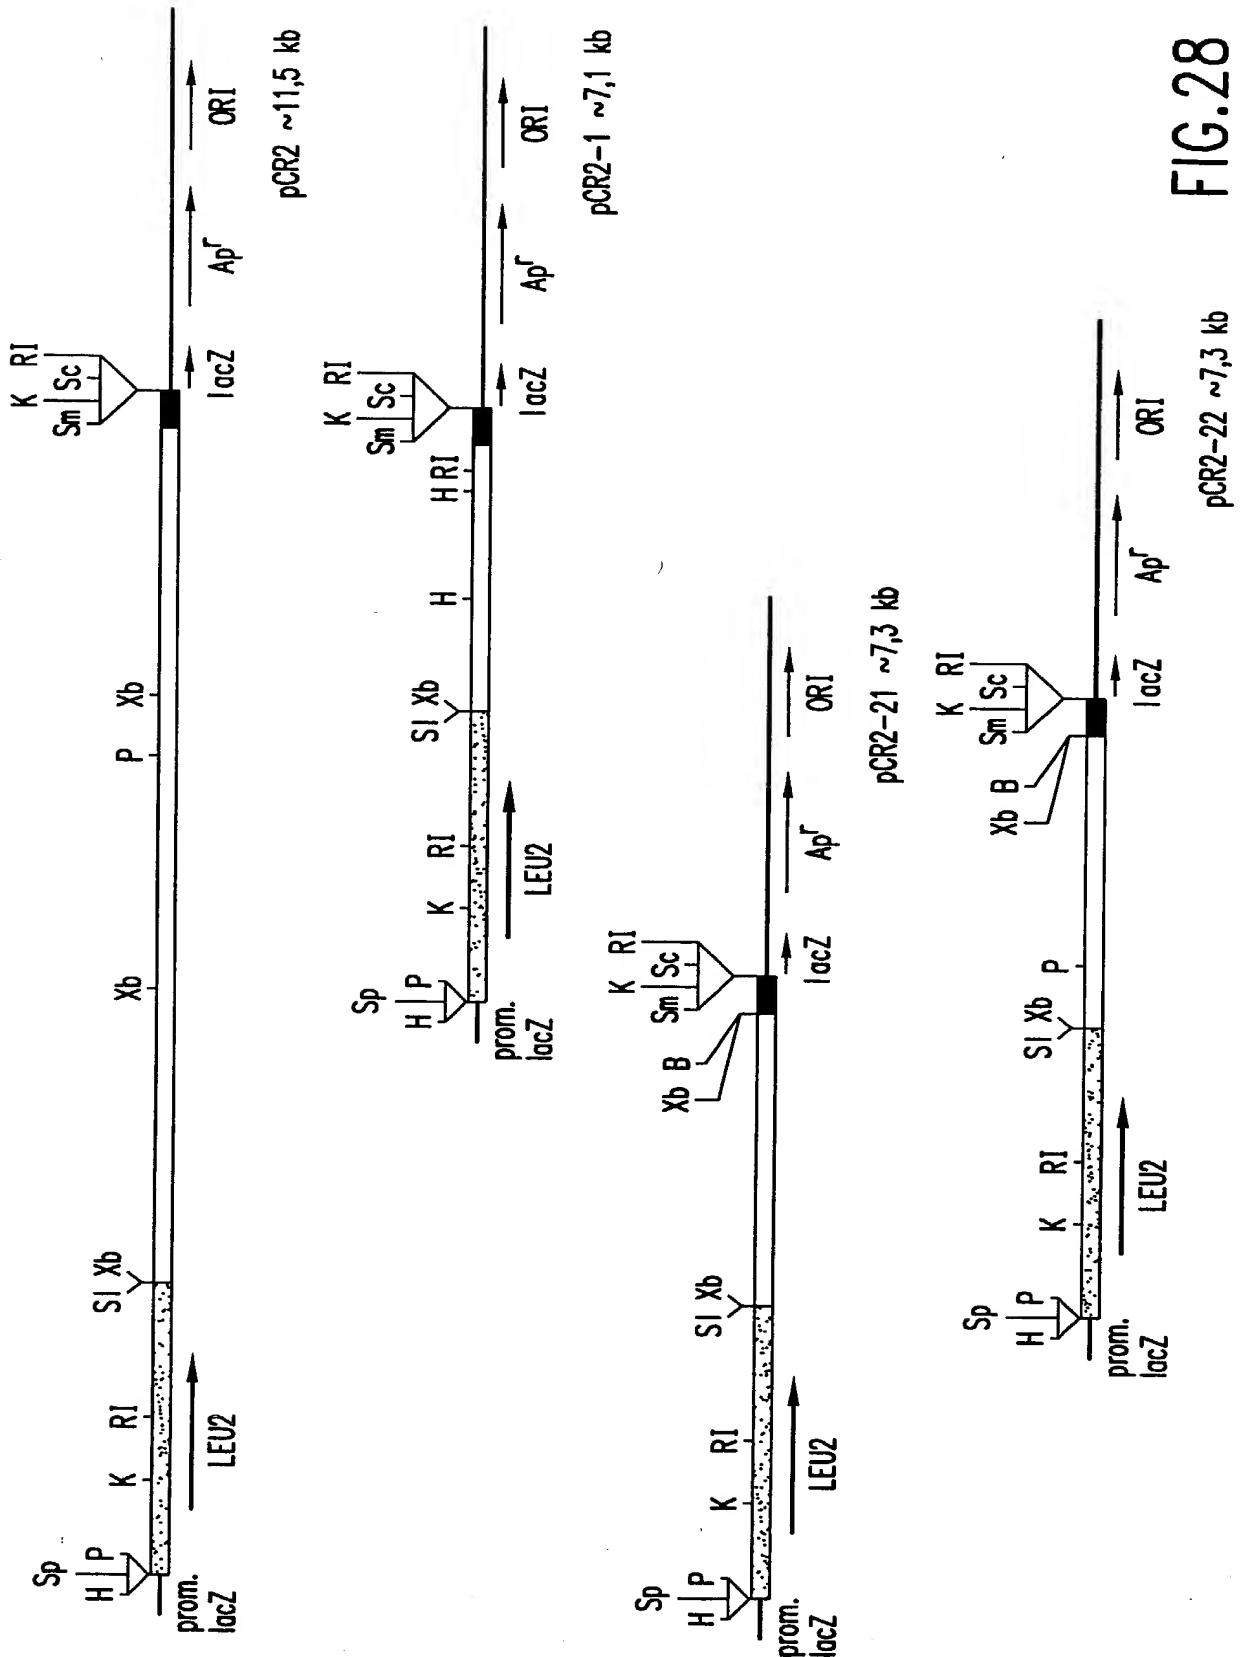 K RI
Sm Sc
Sp
H P
K RI
Sl Xb
Xb
P Xb
prom.
lacZ
LEU2
lacZ
Apʳ
ORI
pCR2 ~11,5 kb
K RI
Sm Sc
Sp
H P
K RI
Sl Xb
H
H RI
prom.
lacZ
LEU2
lacZ
Apʳ
ORI
pCR2-1 ~7,1 kb
K RI
Sm Sc
Sp
H P
K RI
Sl Xb
Xb B
prom.
lacZ
LEU2
lacZ
Apʳ
ORI
pCR2-21 ~7,3 kb
K RI
Sm Sc
Sp
H P
K RI
Sl Xb
P
Xb B
prom.
lacZ
LEU2
lacZ
Apʳ
ORI
pCR2-22 ~7,3 kb
FIG.28